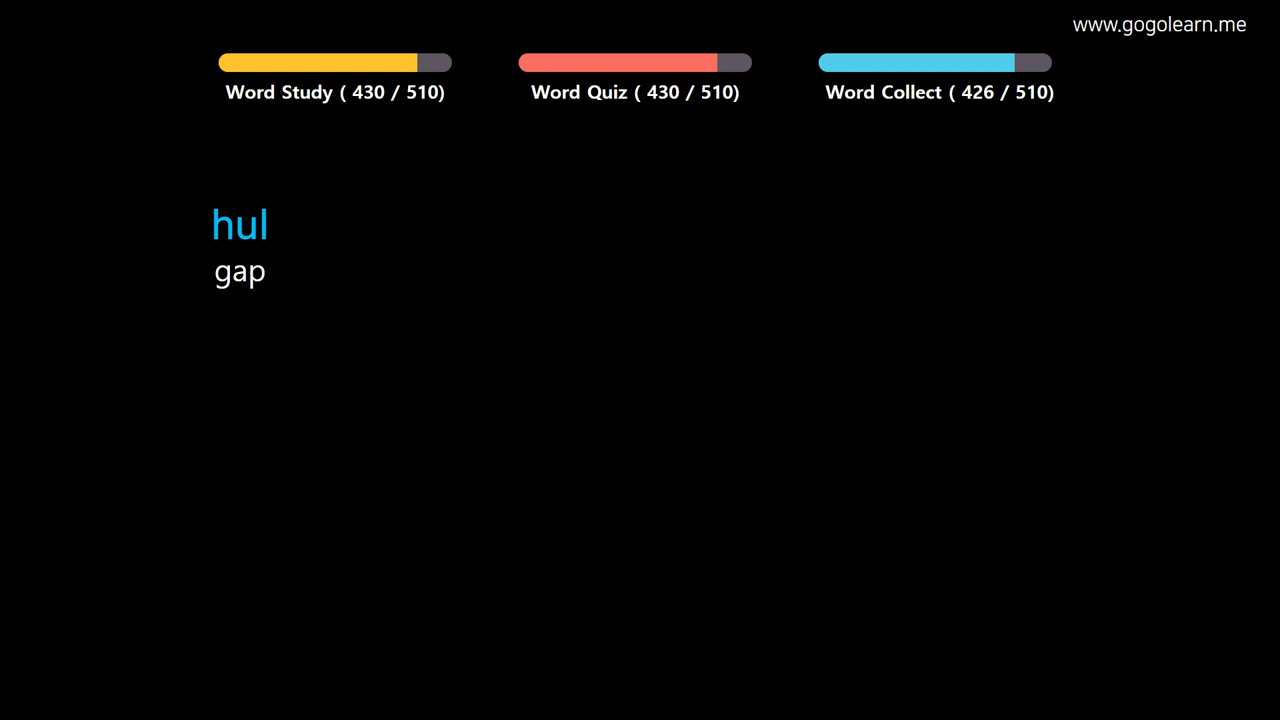 www.gogolearn.me
Word Study ( 430 / 510)
Word Quiz ( 430 / 510)
Word Collect ( 426 / 510)
hul
gap